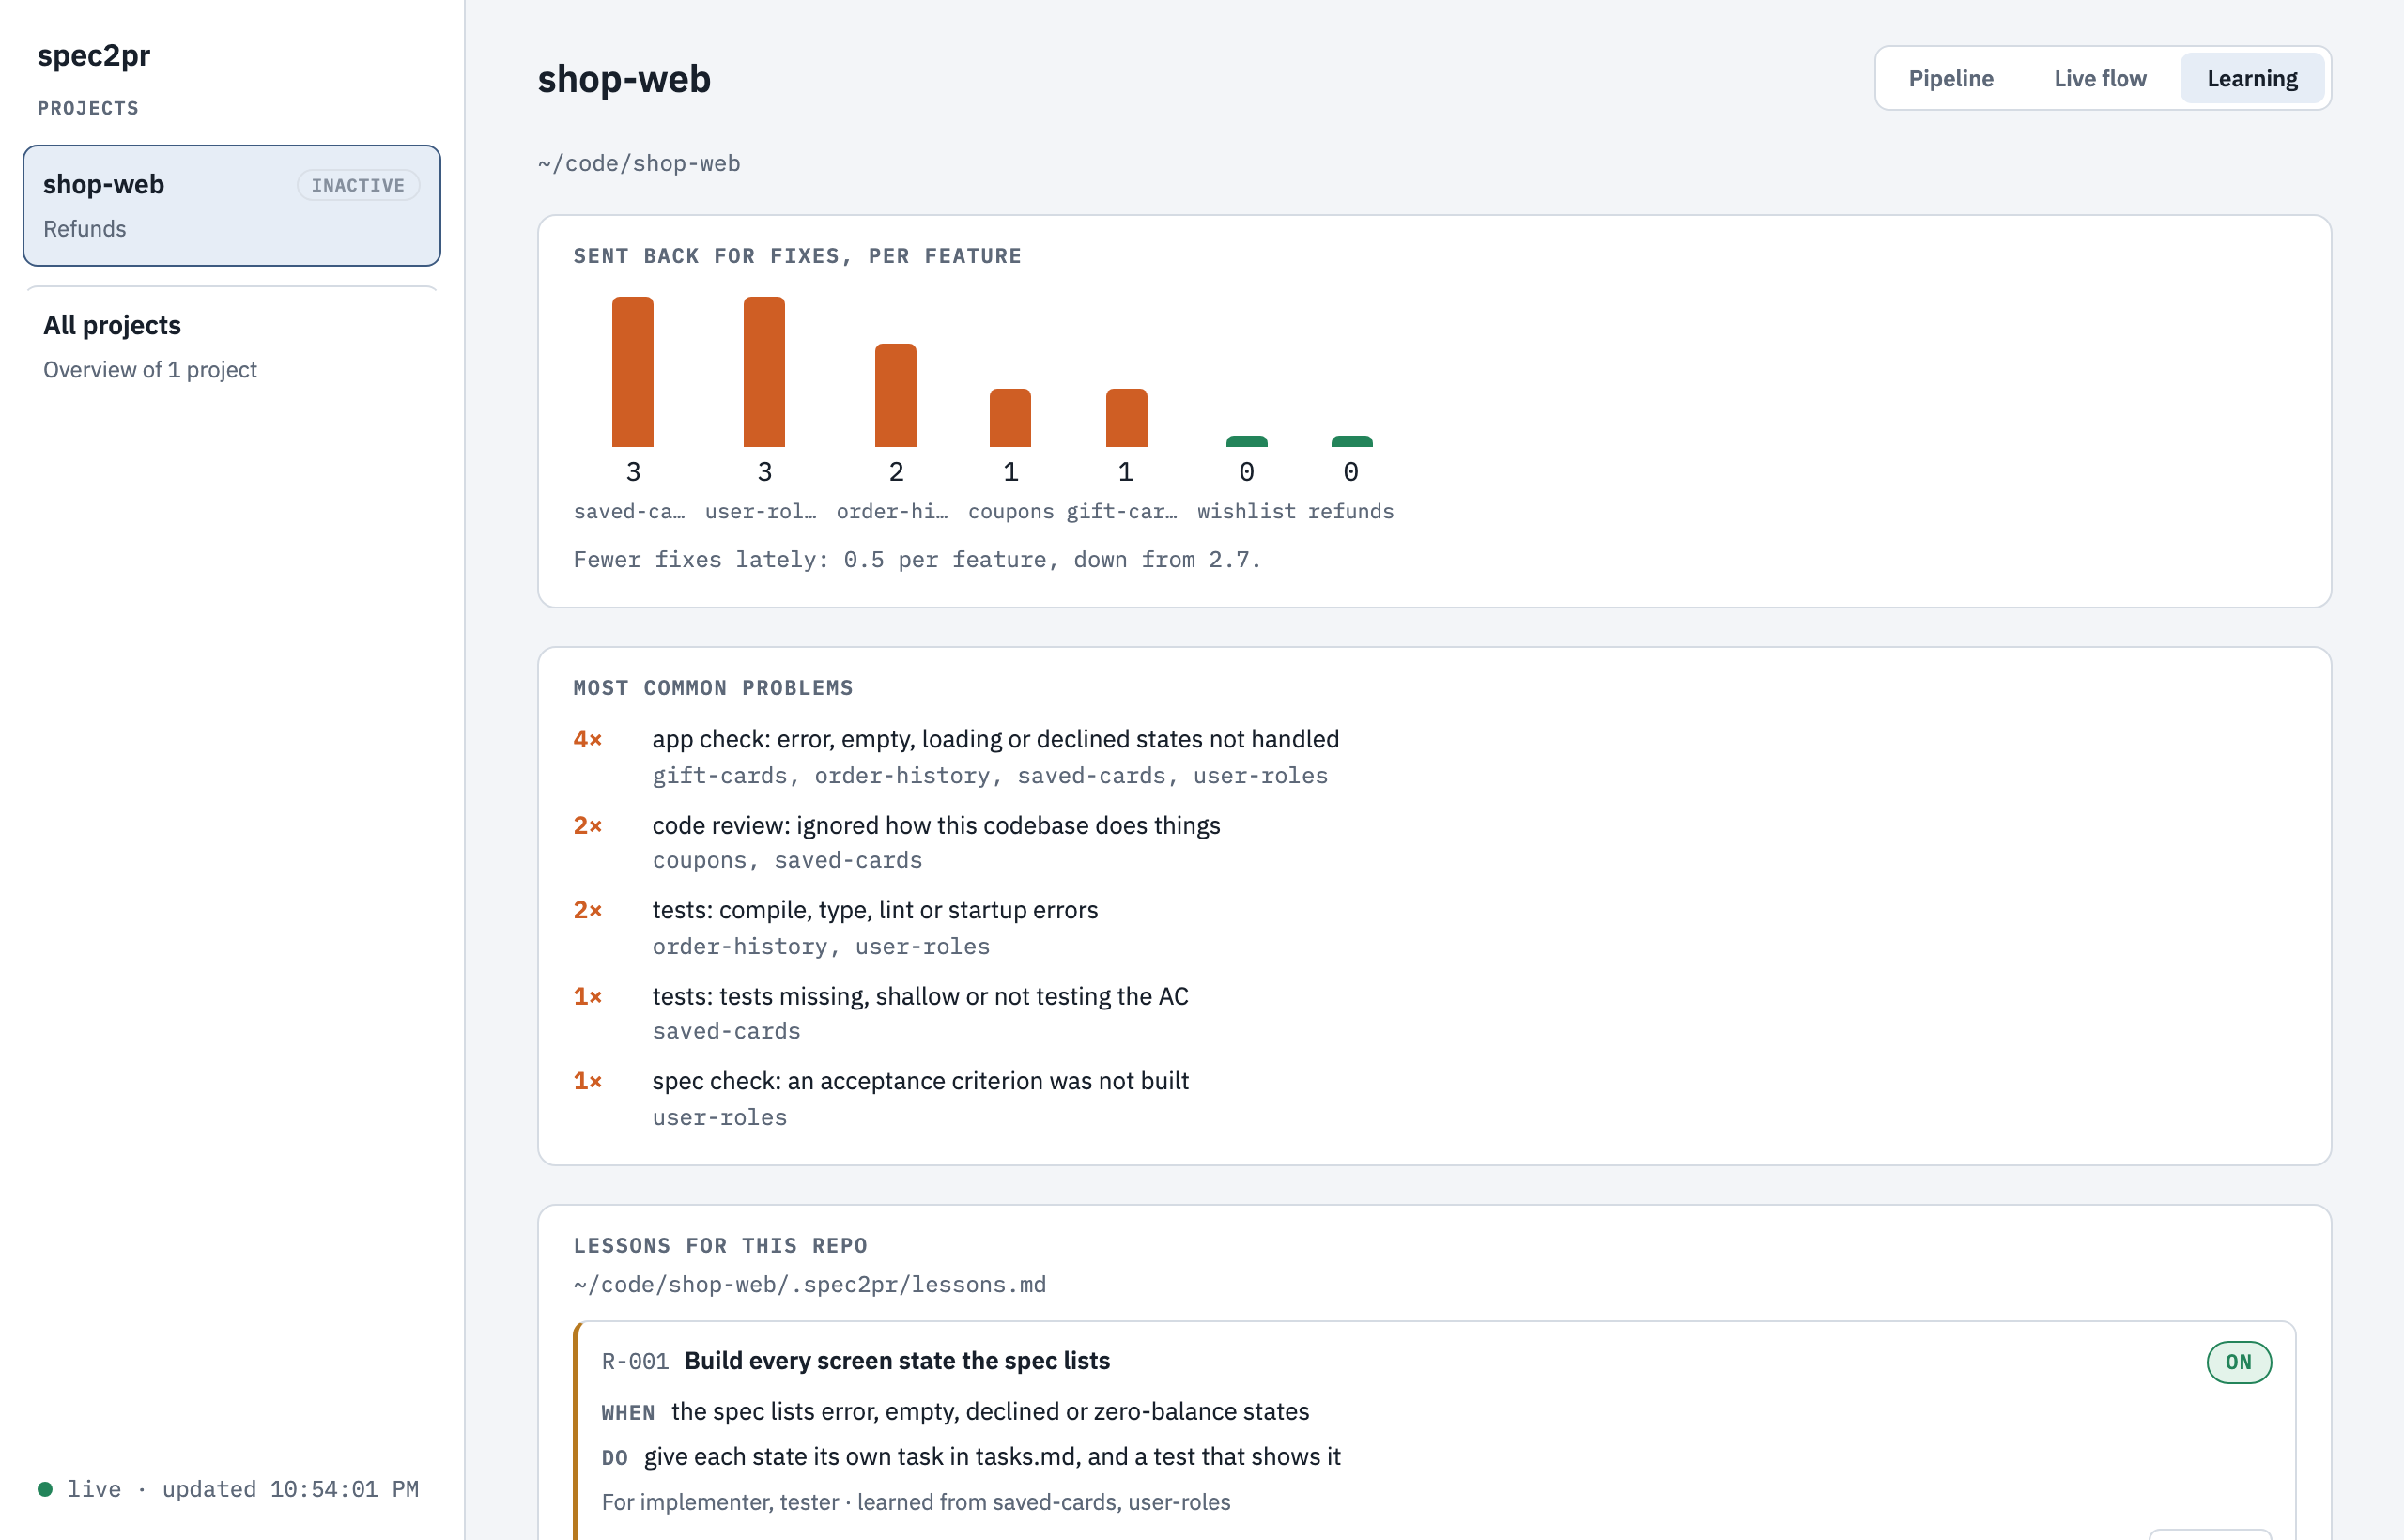 spec2pr
PROJECTS
shop-web
INACTIVE
Refunds
All projects
Overview of 1 project
live · updated 10:54:01 PM
shop-web
Pipeline
Live flow
Learning
~/code/shop-web
SENT BACK FOR FIXES, PER FEATURE
3 3 2 1 1 0 0
saved-ca… user-rol… order-hi… coupons gift-car… wishlist refunds
Fewer fixes lately: 0.5 per feature, down from 2.7.
MOST COMMON PROBLEMS
4× app check: error, empty, loading or declined states not handled
gift-cards, order-history, saved-cards, user-roles
2× code review: ignored how this codebase does things
coupons, saved-cards
2× tests: compile, type, lint or startup errors
order-history, user-roles
1× tests: tests missing, shallow or not testing the AC
saved-cards
1× spec check: an acceptance criterion was not built
user-roles
LESSONS FOR THIS REPO
~/code/shop-web/.spec2pr/lessons.md
R-001 Build every screen state the spec lists
ON
WHEN the spec lists error, empty, declined or zero-balance states
DO give each state its own task in tasks.md, and a test that shows it
For implementer, tester · learned from saved-cards, user-roles